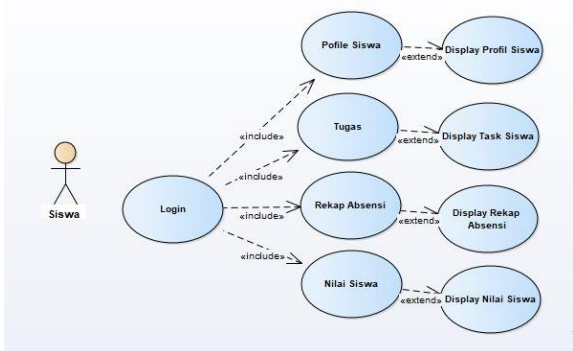 Pofile Siswa
«extend»
Display Profil Siswa
«include»
Tugas
«extend»
Display Task Siswa
«include»
Siswa
Login
«include»
Rekap Absensi
«extend»
Display Rekap
Absensi
«include»
Nilai Siswa
«extend»
Display Nilai Siswa